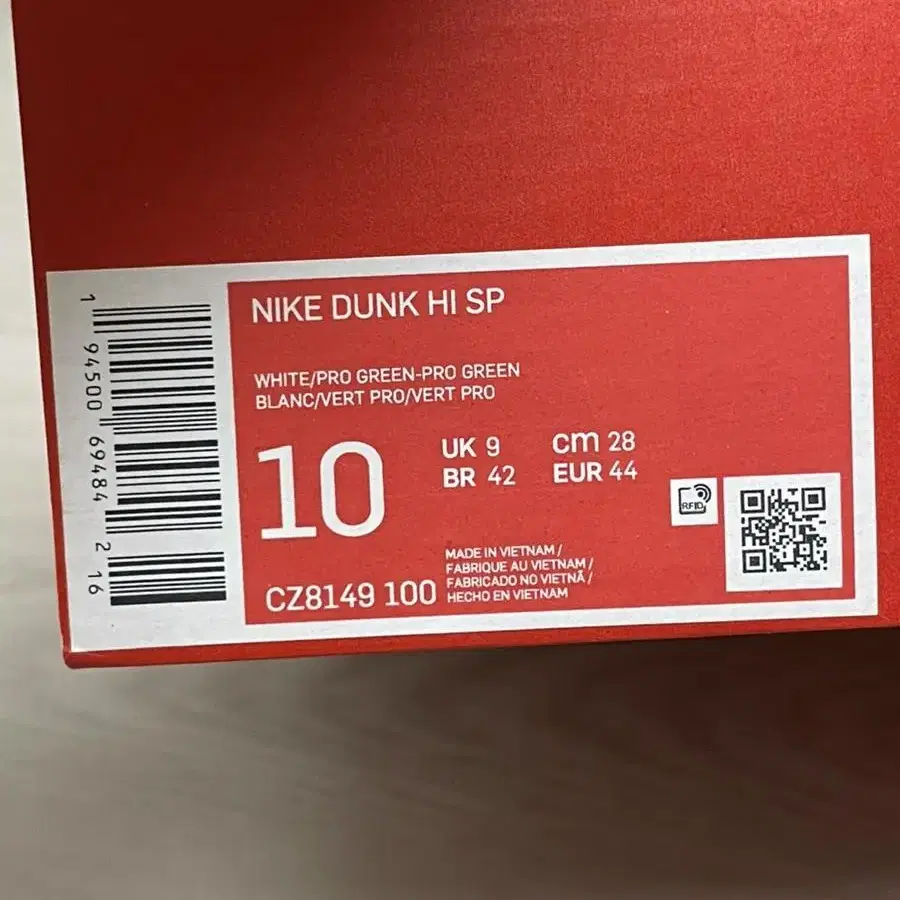 NIKE DUNK HI SP
WHITE/PRO GREEN-PRO GREEN
BLANC/VERT PRO/VERT PRO
10
UK 9 cm 28
BR 42 EUR 44
RFID
CZ8149 100
MADE IN VIETNAM /
FABRIQUE AU VIETNAM /
FABRICADO NO VIETNÃ /
HECHO EN VIETNAM
1 94500 69484 2 16